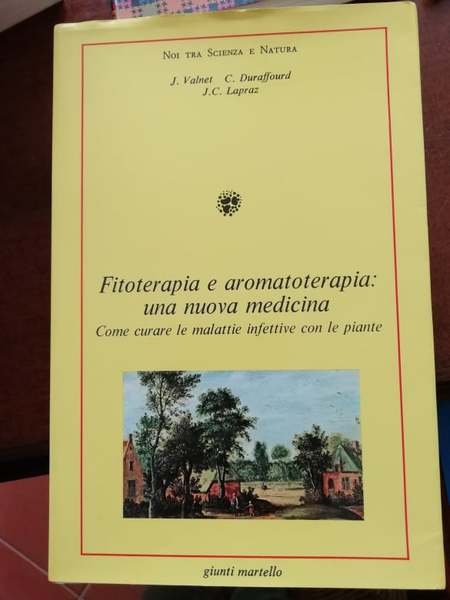 Noi tra Scienza e Natura
J. Valnet C. Duraffourd
J.C. Lapraz
Fitoterapia e aromatoterapia:
una nuova medicina
Come curare le malattie infettive con le piante
giunti martello